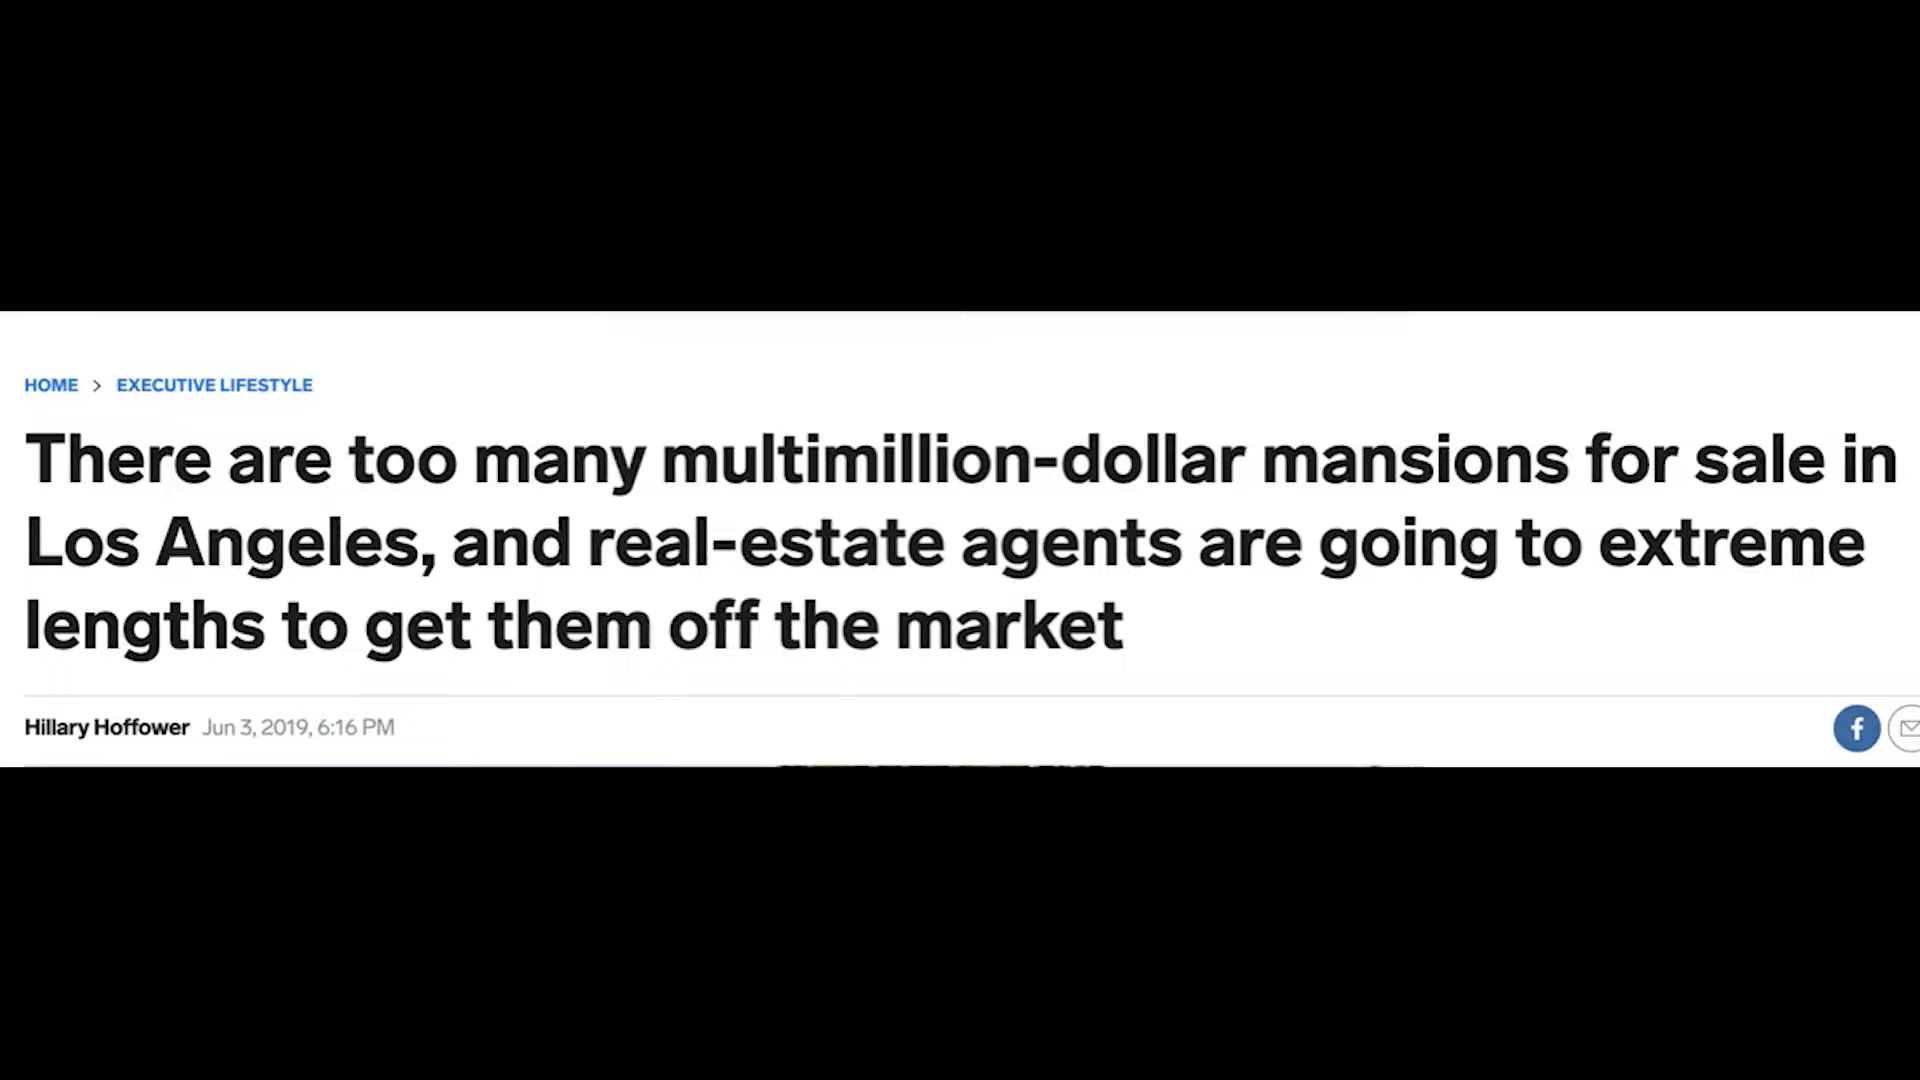 HOME > EXECUTIVE LIFESTYLE
There are too many multimillion-dollar mansions for sale in
Los Angeles, and real-estate agents are going to extreme
lengths to get them off the market
Hillary Hoffower Jun 3, 2019, 6:16 PM